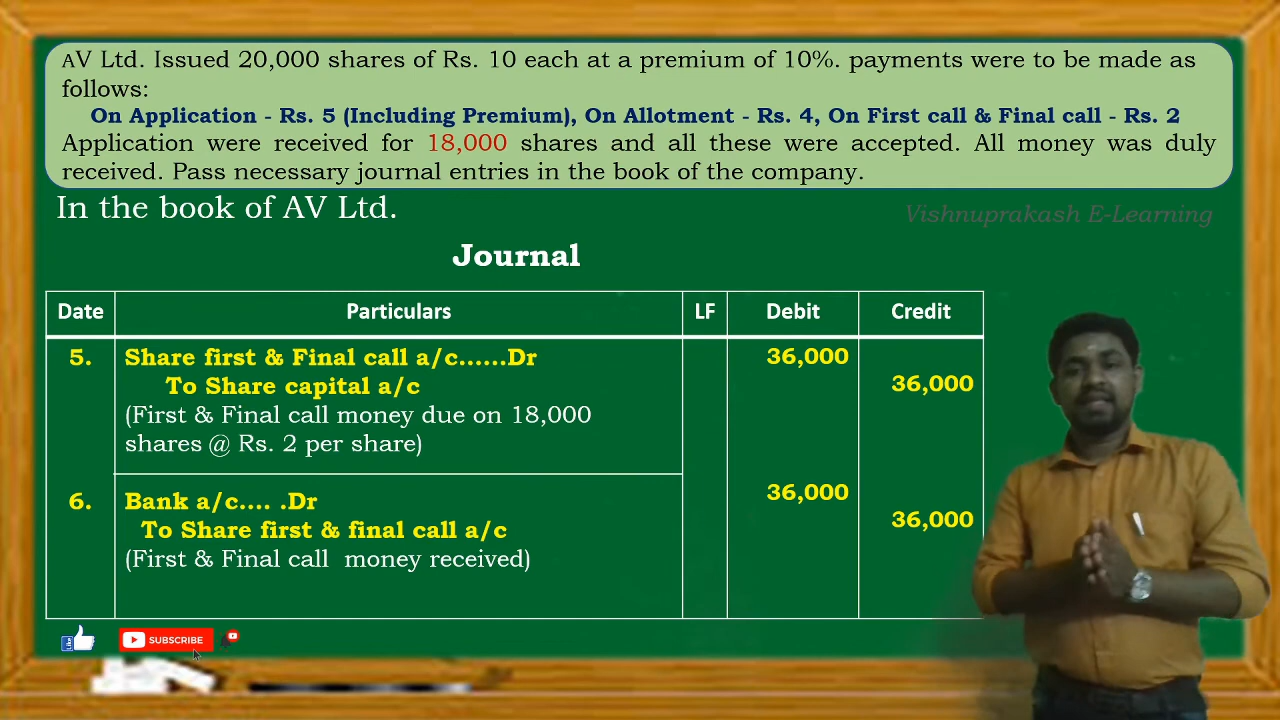 AV Ltd. Issued 20,000 shares of Rs. 10 each at a premium of 10%. payments were to be made as
follows:
On Application - Rs. 5 (Including Premium), On Allotment - Rs. 4, On First call & Final call - Rs. 2
Application were received for 18,000 shares and all these were accepted. All money was duly
received. Pass necessary journal entries in the book of the company.
In the book of AV Ltd.
Vishnuprakash E-Learning
Journal
Date Particulars LF Debit Credit
5. Share first & Final call a/c......Dr 36,000
To Share capital a/c 36,000
(First & Final call money due on 18,000
shares @ Rs. 2 per share)
6. Bank a/c.... .Dr 36,000
To Share first & final call a/c 36,000
(First & Final call money received)
Like SUBSCRIBE